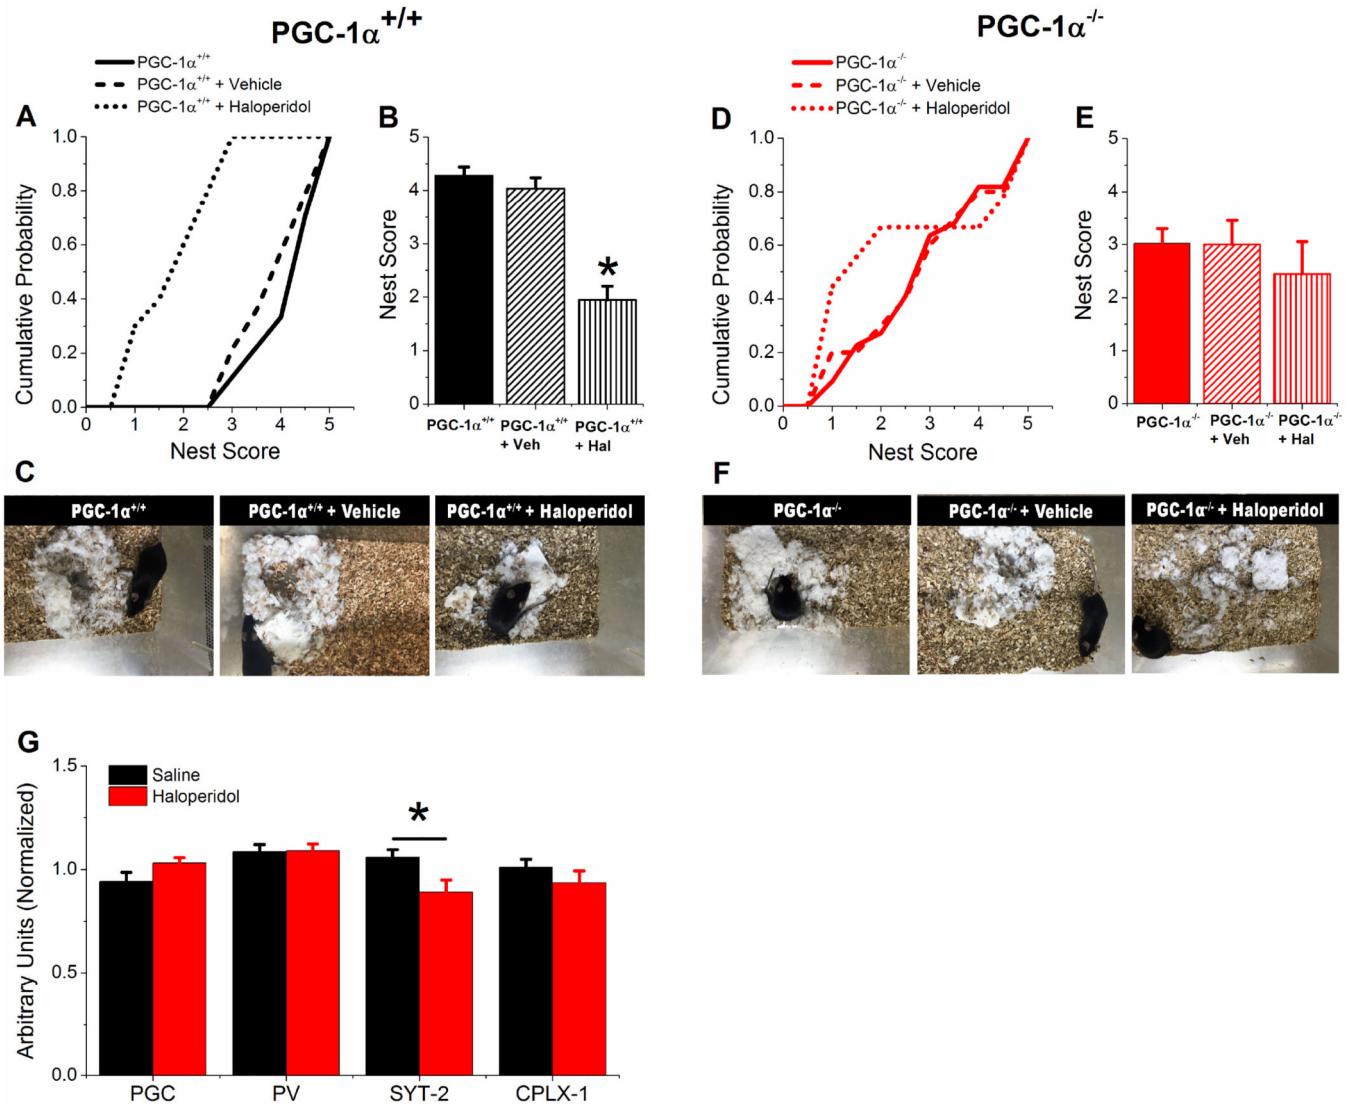 PGC-1α+/+
PGC-1α-/-
PGC-1α+/+
PGC-1α+/+ + Vehicle
PGC-1α+/+ + Haloperidol
PGC-1α-/-
PGC-1α-/- + Vehicle
PGC-1α-/- + Haloperidol
A
Cumulative Probability
1.0
0.8
0.6
0.4
0.2
0.0
0 1 2 3 4 5
Nest Score
B
Nest Score
5
4
3
2
1
0
*
PGC-1α+/+
PGC-1α+/+
+ Veh
PGC-1α+/+
+ Hal
D
Cumulative Probability
1.0
0.8
0.6
0.4
0.2
0.0
0 1 2 3 4 5
Nest Score
E
Nest Score
5
4
3
2
1
0
PGC-1α-/-
PGC-1α-/-
+ Veh
PGC-1α-/-
+ Hal
C
PGC-1α+/+
PGC-1α+/+ + Vehicle
PGC-1α+/+ + Haloperidol
F
PGC-1α-/-
PGC-1α-/- + Vehicle
PGC-1α-/- + Haloperidol
G
Arbitrary Units (Normalized)
1.5
1.0
0.5
0.0
Saline
Haloperidol
*
PGC PV SYT-2 CPLX-1